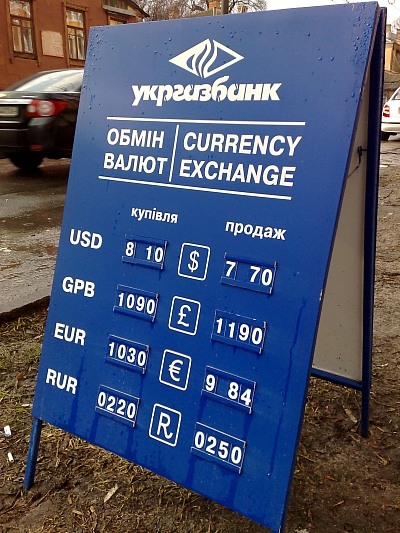 укргазбанк
ОБМІН ВАЛЮТ CURRENCY EXCHANGE
купівля продаж
USD 8 10 $ 7 70
GPB 1090 £ 1190
EUR 1030 € 9 84
RUR 0220 R 0250